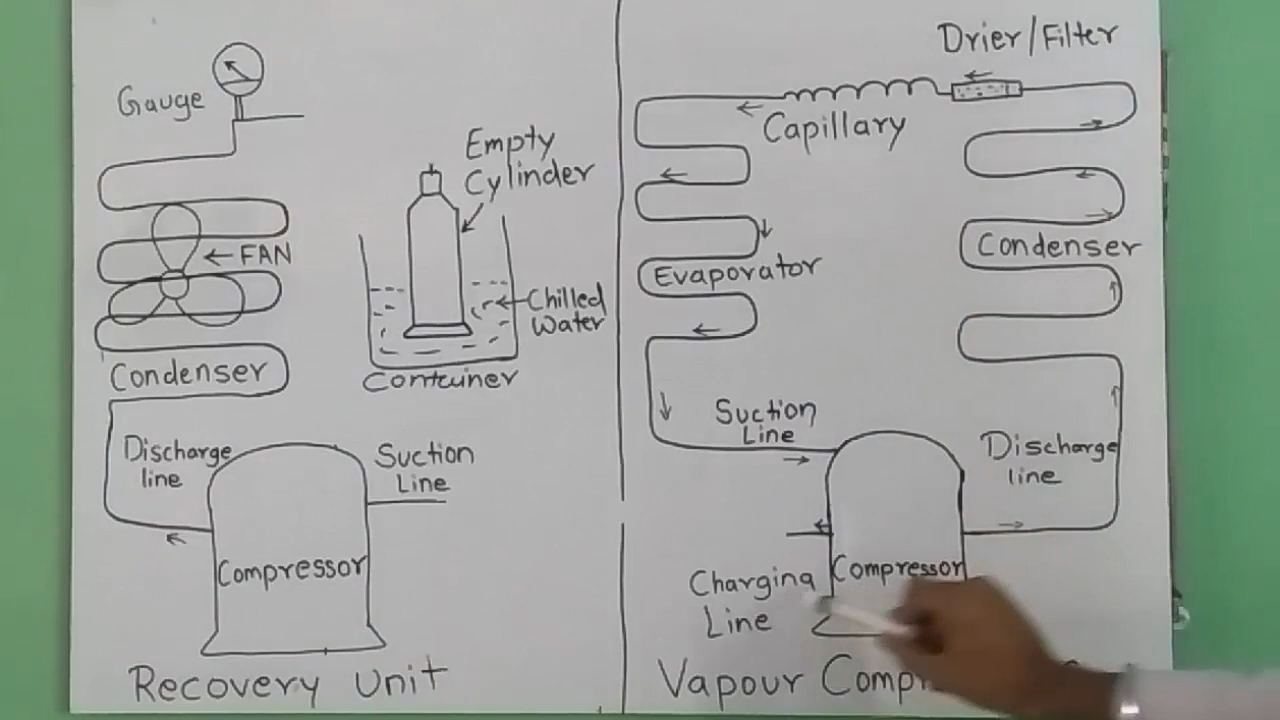 Gauge
Empty
Cylinder
FAN
Chilled
Water
Condenser
Container
Discharge
line
Suction
Line
Compressor
Recovery Unit
Drier/Filter
Capillary
Condenser
Evaporator
Suction
Line
Discharge
line
Charging
Line
Compressor
Vapour